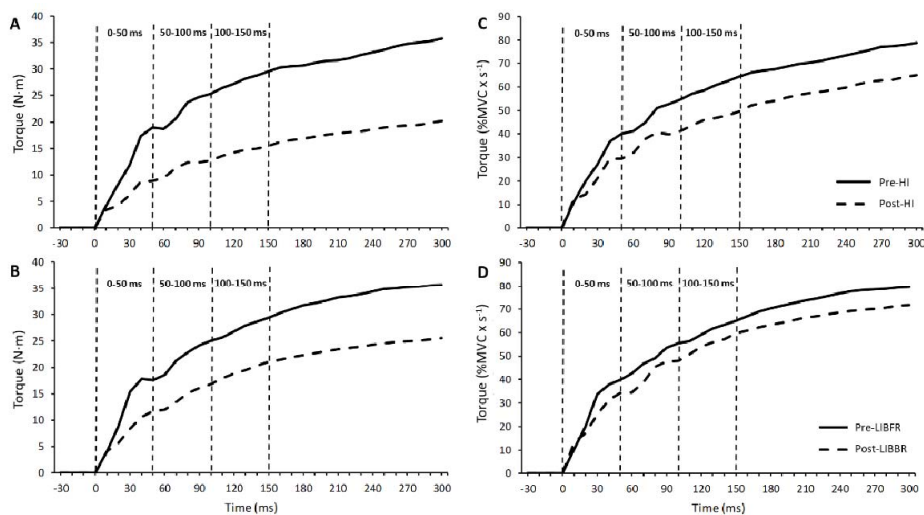 A
0-50 ms
50-100 ms
100-150 ms
40
35
30
25
20
15
10
5
0
Torque (N·m)
-30 0 30 60 90 120 150 180 210 240 270 300
C
0-50 ms
50-100 ms
100-150 ms
90
80
70
60
50
40
30
20
10
0
Torque (%MVC x s⁻¹)
Pre-HI
Post-HI
-30 0 30 60 90 120 150 180 210 240 270 300
B
0-50 ms
50-100 ms
100-150 ms
40
35
30
25
20
15
10
5
0
Torque (N·m)
-30 0 30 60 90 120 150 180 210 240 270 300
Time (ms)
D
0-50 ms
50-100 ms
100-150 ms
90
80
70
60
50
40
30
20
10
0
Torque (%MVC x s⁻¹)
Pre-LIBFR
Post-LIBBR
-30 0 30 60 90 120 150 180 210 240 270 300
Time (ms)